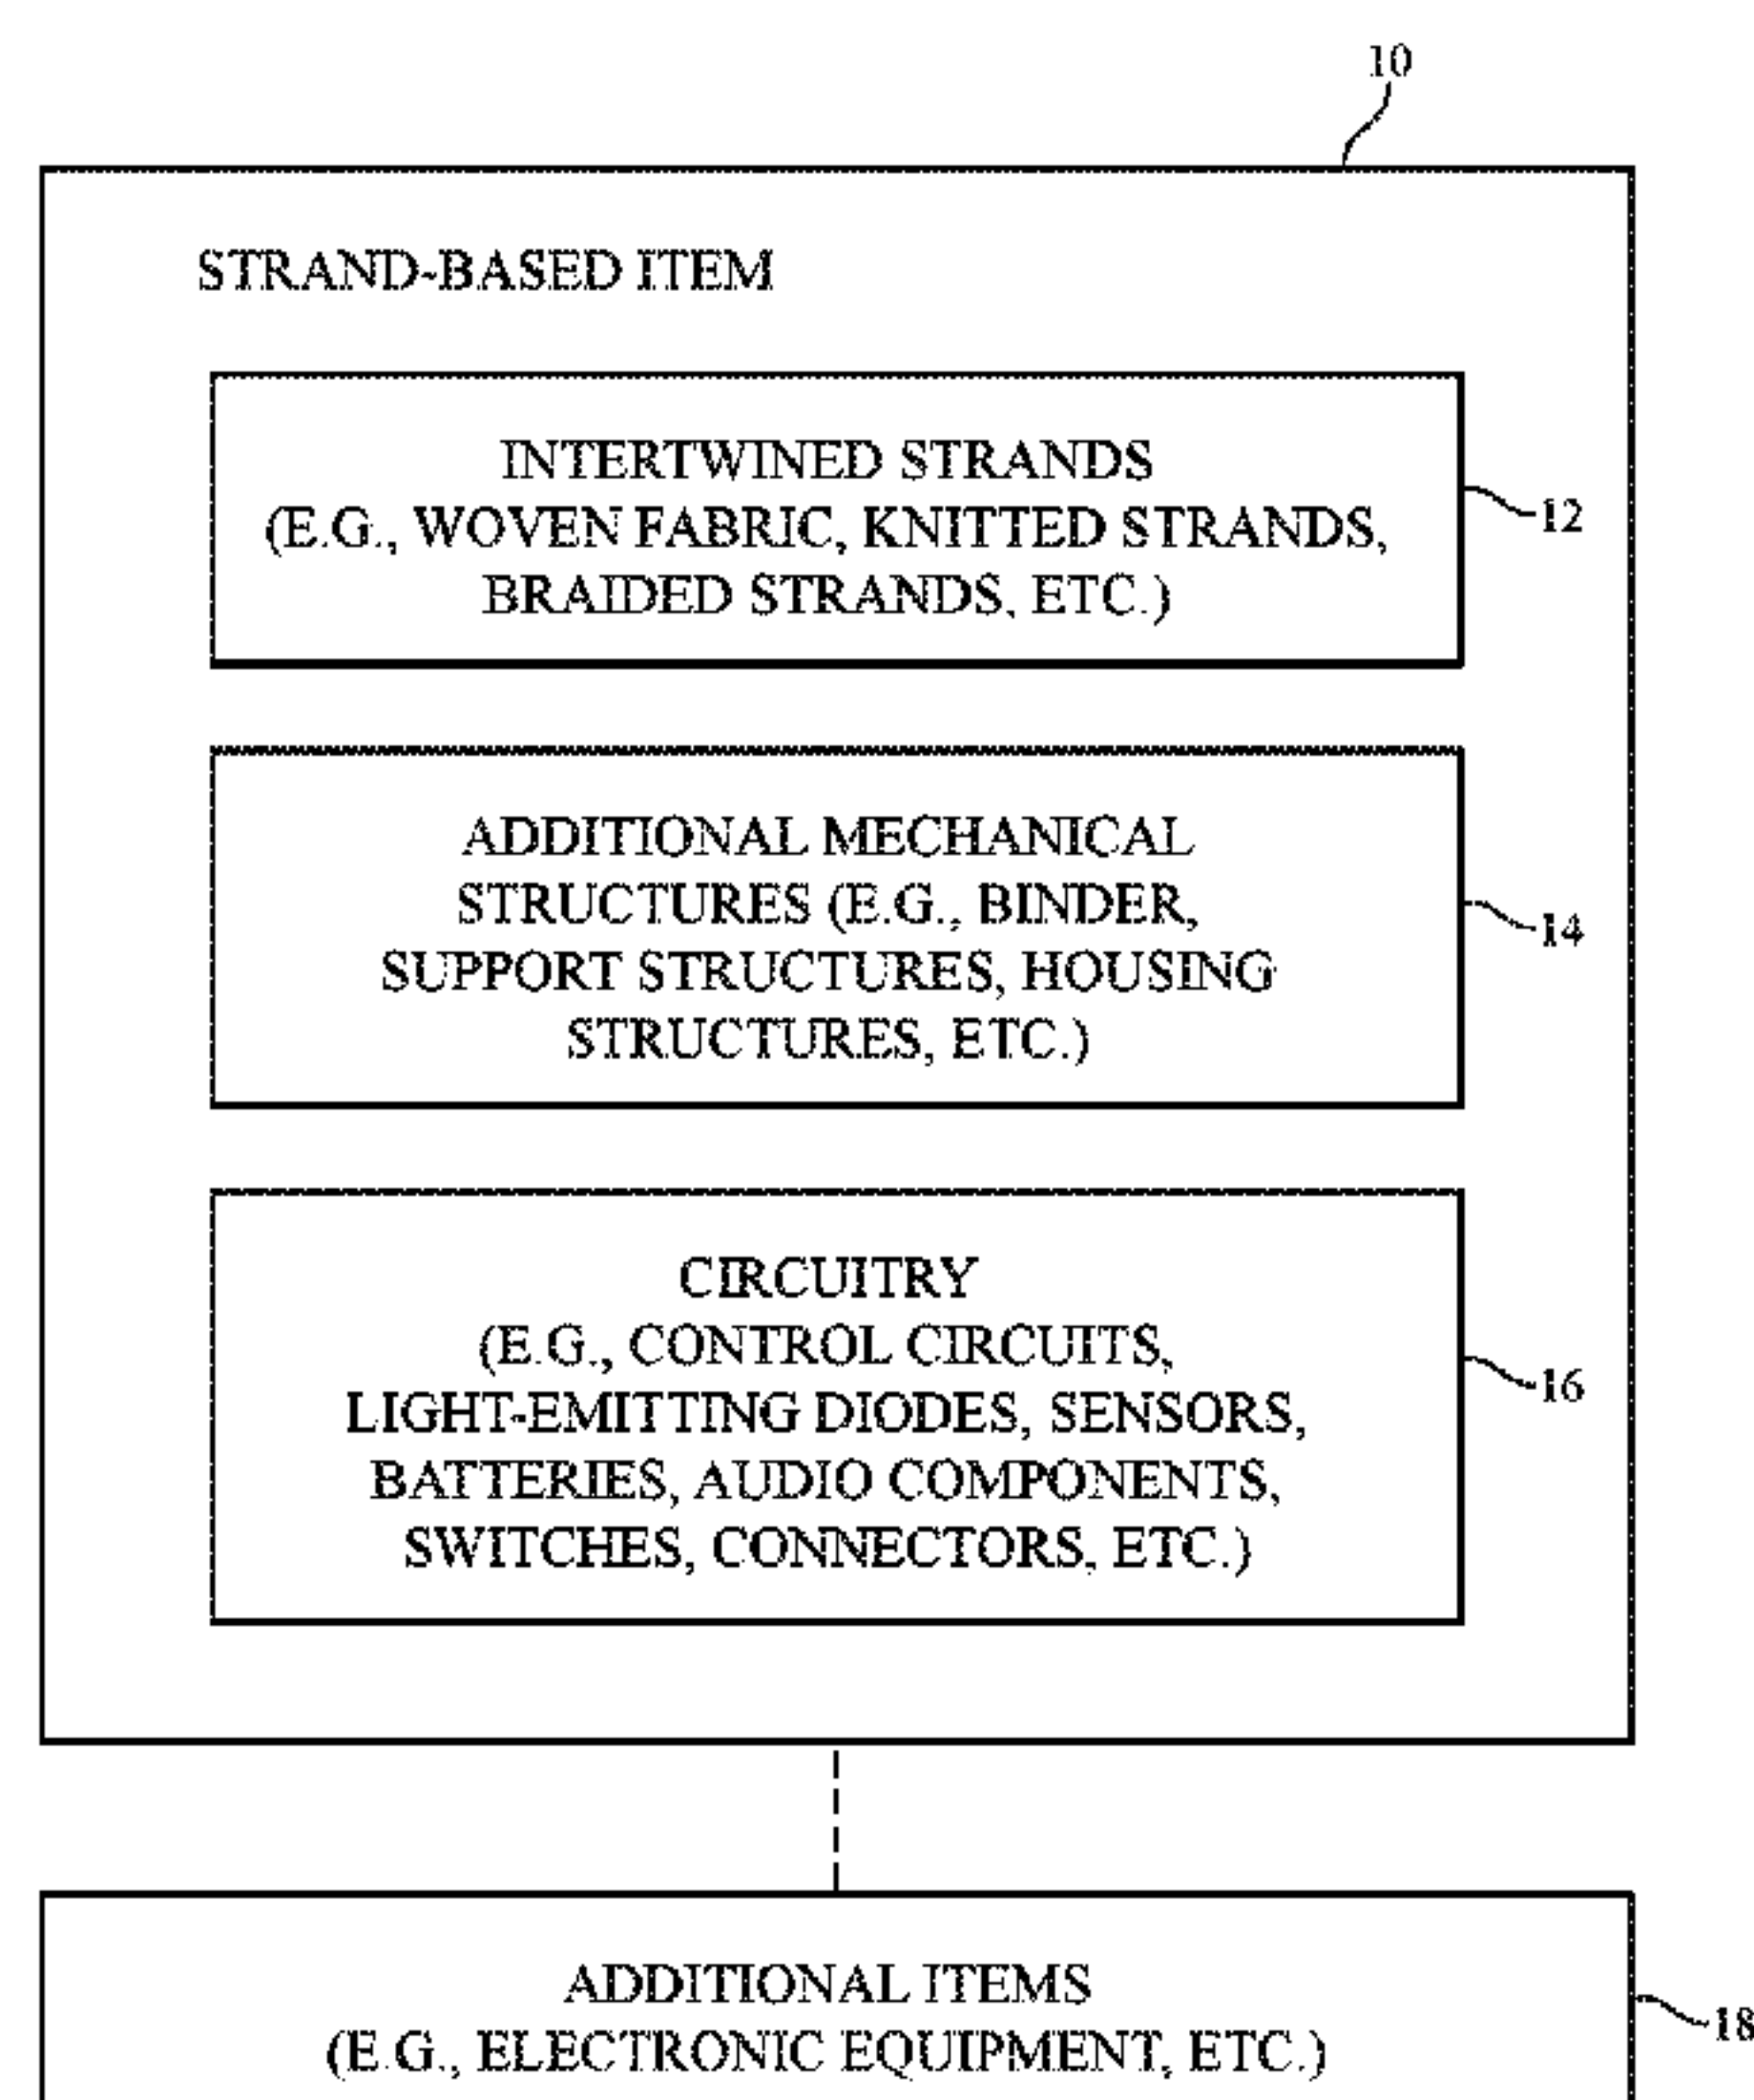 10
STRAND-BASED ITEM
INTERTWINED STRANDS
(E.G., WOVEN FABRIC, KNITTED STRANDS,
BRAIDED STRANDS, ETC.)
12
ADDITIONAL MECHANICAL
STRUCTURES (E.G., BINDER,
SUPPORT STRUCTURES, HOUSING
STRUCTURES, ETC.)
14
CIRCUITRY
(E.G., CONTROL CIRCUITS,
LIGHT-EMITTING DIODES, SENSORS,
BATTERIES, AUDIO COMPONENTS,
SWITCHES, CONNECTORS, ETC.)
16
ADDITIONAL ITEMS
(E.G., ELECTRONIC EQUIPMENT, ETC.)
18